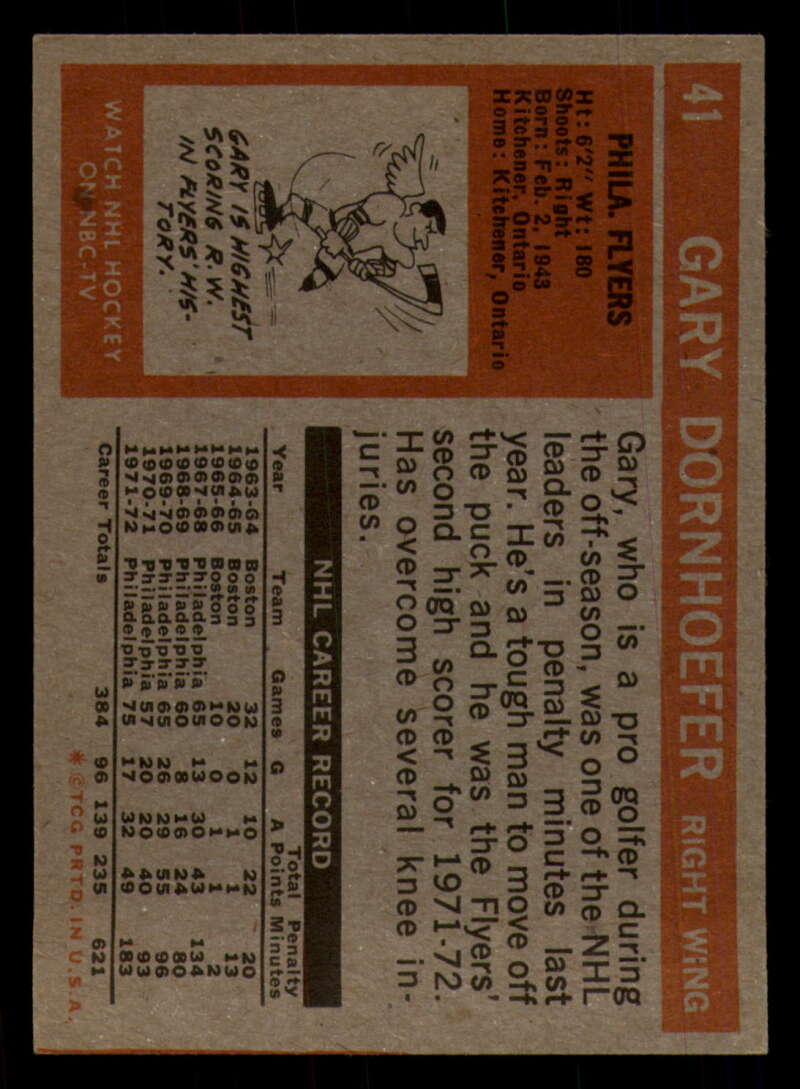 41 GARY DORNHOEFER RIGHT WING
PHILA. FLYERS
Ht: 6'2" Wt: 180
Shoots: Right
Born: Feb. 2, 1943
Kitchener, Ontario
Home: Kitchener, Ontario
GARY IS HIGHEST
SCORING R.W.
IN FLYERS' HIS-
TORY.
WATCH NHL HOCKEY
ON NBC-TV
Gary, who is a pro golfer during
the off-season, was one of the NHL
leaders in penalty minutes last
year. He's a tough man to move off
the puck and he was the Flyers'
second high scorer for 1971-72.
Has overcome several knee in-
juries.
NHL CAREER RECORD
Total Penalty
Year Team Games G A Points Minutes
1963-64 Boston 32 12 10 22 20
1964-65 Boston 20 0 1 1 13
1965-66 Boston 10 0 1 1 2
1967-68 Philadelphia 65 13 30 43 134
1968-69 Philadelphia 60 8 16 24 80
1969-70 Philadelphia 65 26 29 55 96
1970-71 Philadelphia 57 20 20 40 93
1971-72 Philadelphia 75 17 32 49 183
Career Totals 384 96 139 235 621
* © TCG PRTD. IN U.S.A.